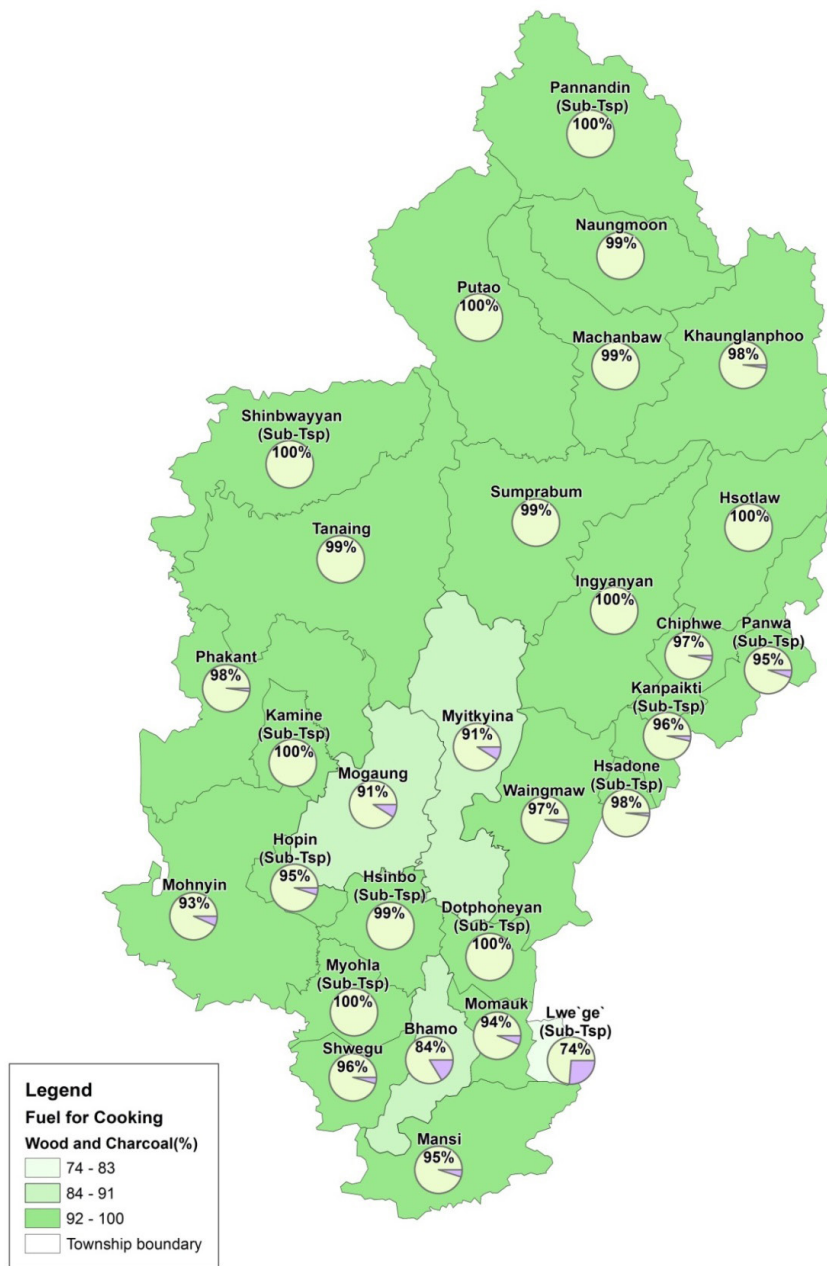 Pannandin
(Sub-Tsp)
100%
Naungmoon
99%
Putao
100%
Machanbaw
99%
Khaunglanphoo
98%
Shinbwayyan
(Sub-Tsp)
100%
Sumprabum
99%
Hsotlaw
100%
Tanaing
99%
Ingyanyan
100%
Chiphwe
97%
Panwa
(Sub-Tsp)
95%
Phakant
98%
Kanpaikti
(Sub-Tsp)
96%
Kamine
(Sub-Tsp)
100%
Myitkyina
91%
Mogaung
91%
Hsadone
(Sub-Tsp)
98%
Waingmaw
97%
Hopin
(Sub-Tsp)
95%
Hsinbo
(Sub-Tsp)
99%
Mohnyin
93%
Dotphoneyan
(Sub- Tsp)
100%
Myohla
(Sub-Tsp)
100%
Momauk
94%
Lwe`ge`
(Sub-Tsp)
74%
Bhamo
84%
Shwegu
96%
Mansi
95%
Legend
Fuel for Cooking
Wood and Charcoal(%)
74 - 83
84 - 91
92 - 100
Township boundary